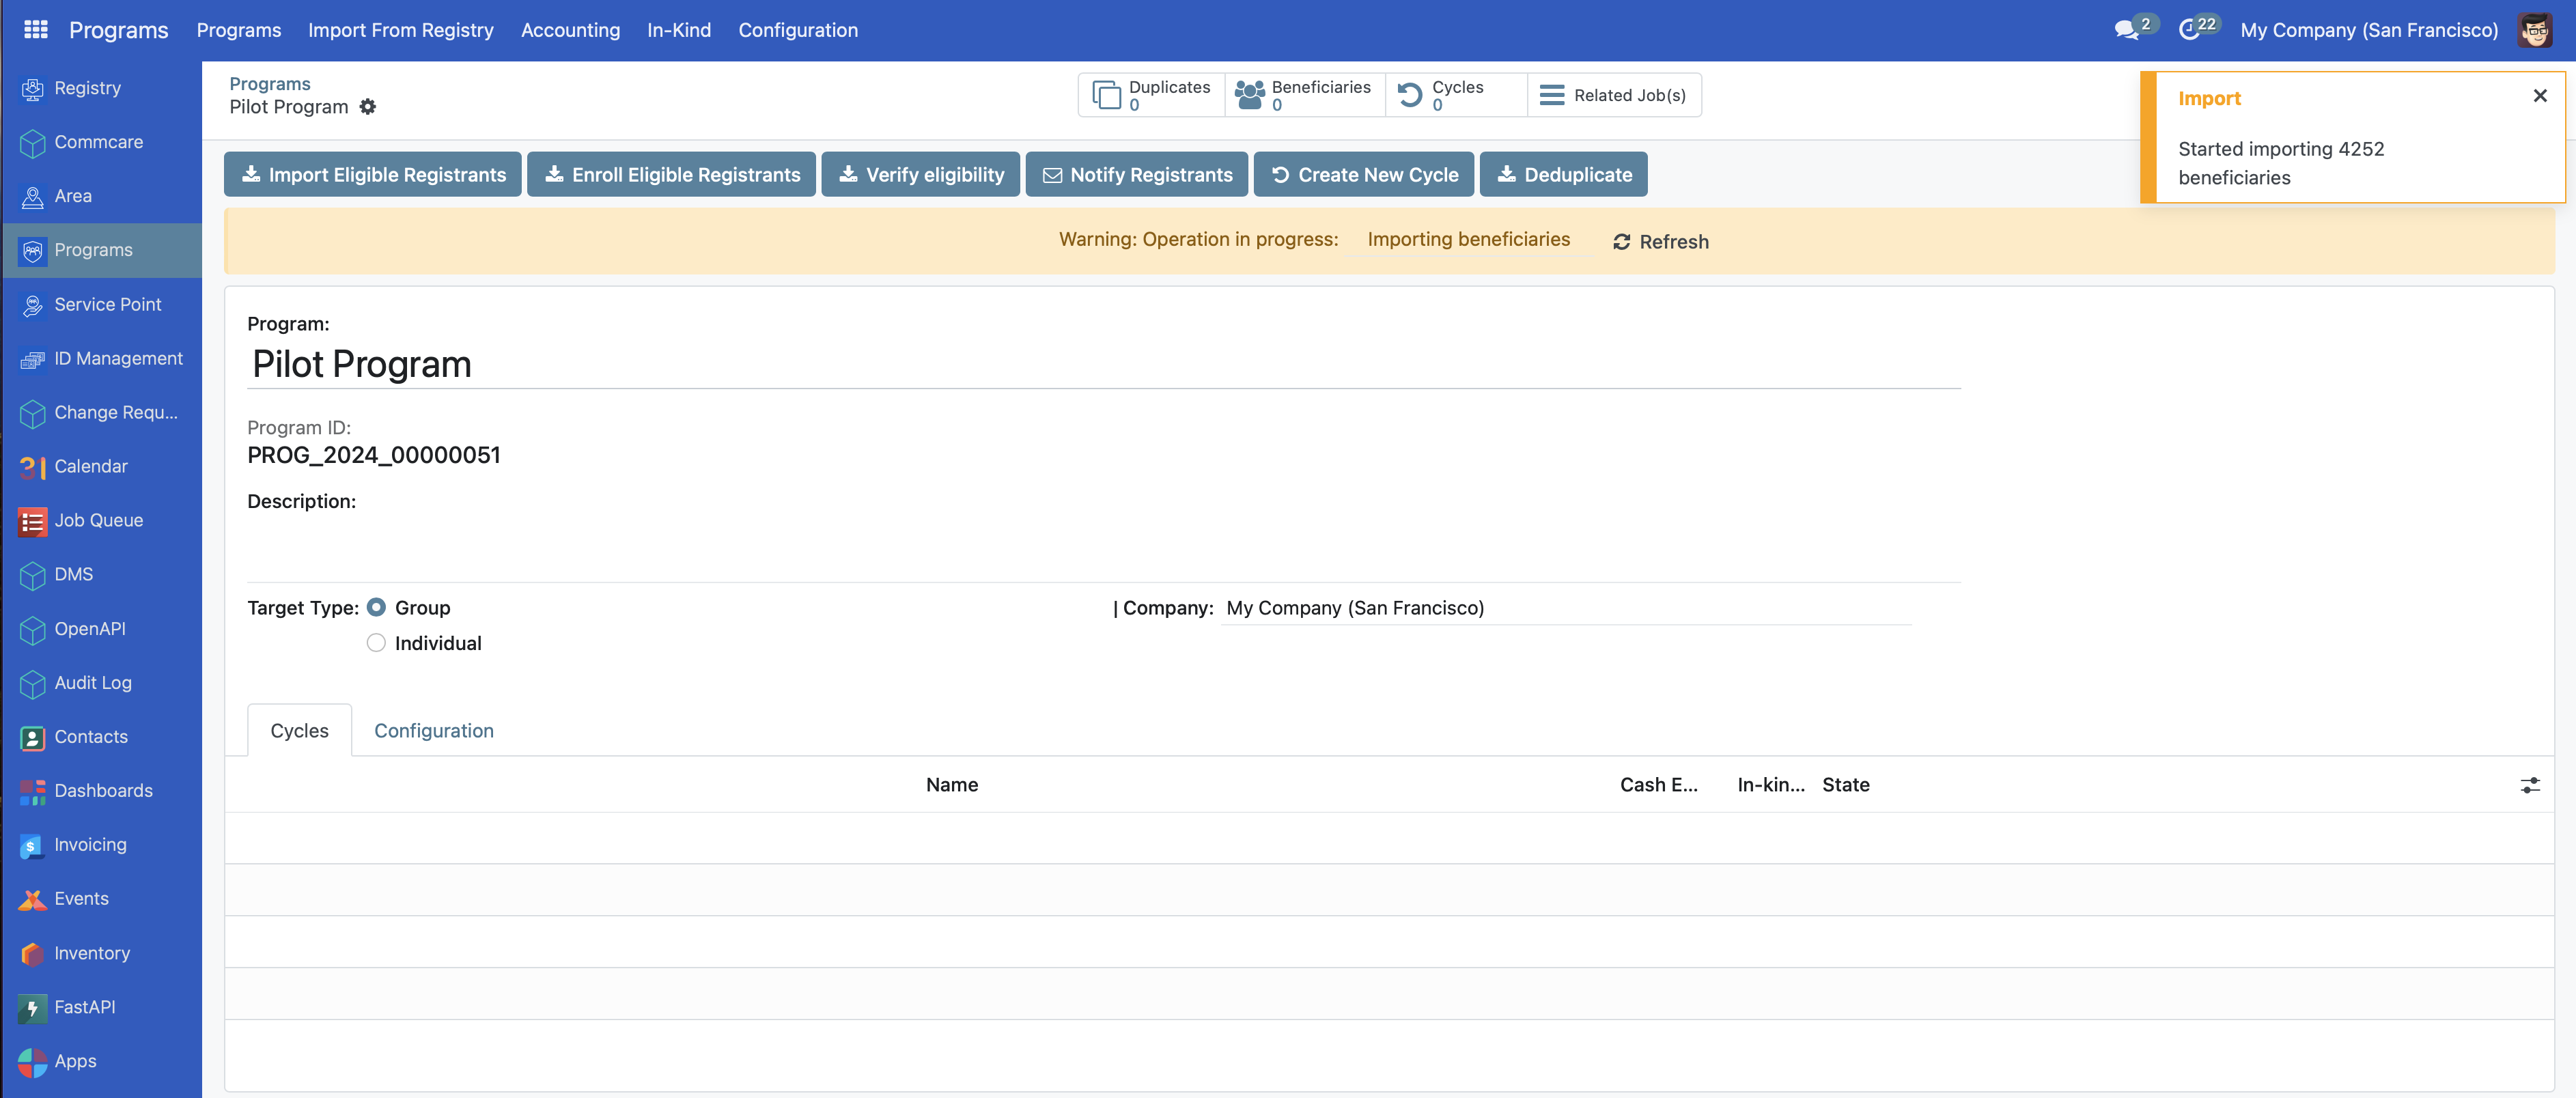 Programs
Programs
Import From Registry
Accounting
In-Kind
Configuration
2
22
My Company (San Francisco)
Registry
Commcare
Area
Programs
Service Point
ID Management
Change Requ...
31
Calendar
Job Queue
DMS
OpenAPI
Audit Log
Contacts
Dashboards
$
Invoicing
Events
Inventory
FastAPI
Apps
Programs
Pilot Program
Duplicates
0
Beneficiaries
0
Cycles
0
Related Job(s)
Import
Started importing 4252
beneficiaries
Import Eligible Registrants
Enroll Eligible Registrants
Verify eligibility
Notify Registrants
Create New Cycle
Deduplicate
Warning: Operation in progress: Importing beneficiaries
Refresh
Program:
Pilot Program
Program ID:
PROG_2024_00000051
Description:
Target Type:
Group
Individual
| Company: My Company (San Francisco)
Cycles
Configuration
Name
Cash E...
In-kin...
State